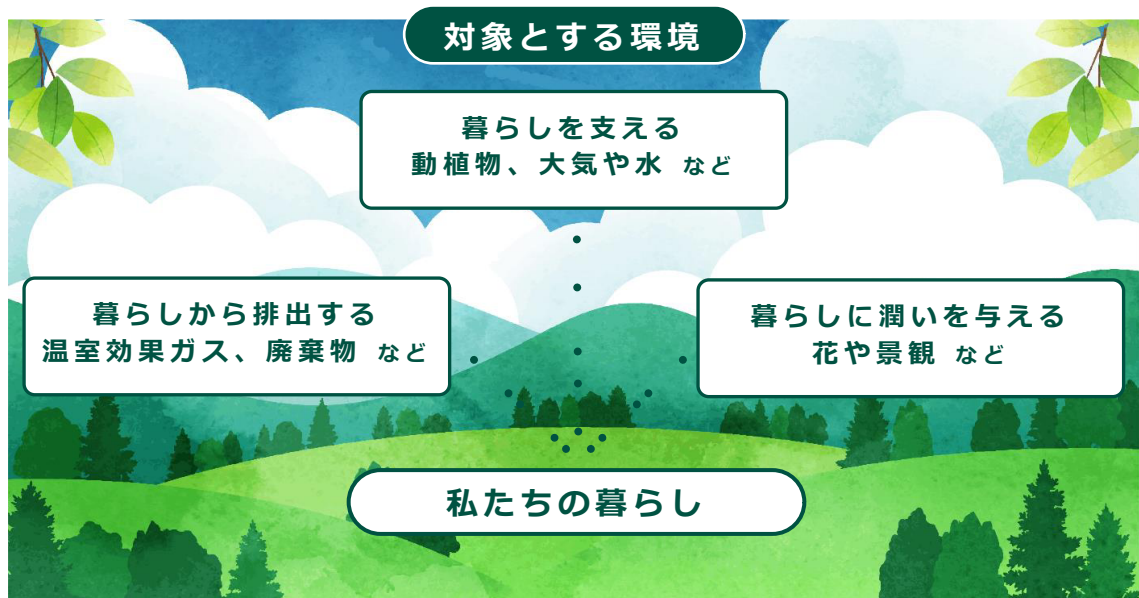 対象とする環境
暮らしを支える
動植物、大気や水 など
暮らしから排出する
温室効果ガス、廃棄物 など
暮らしに潤いを与える
花や景観 など
私たちの暮らし